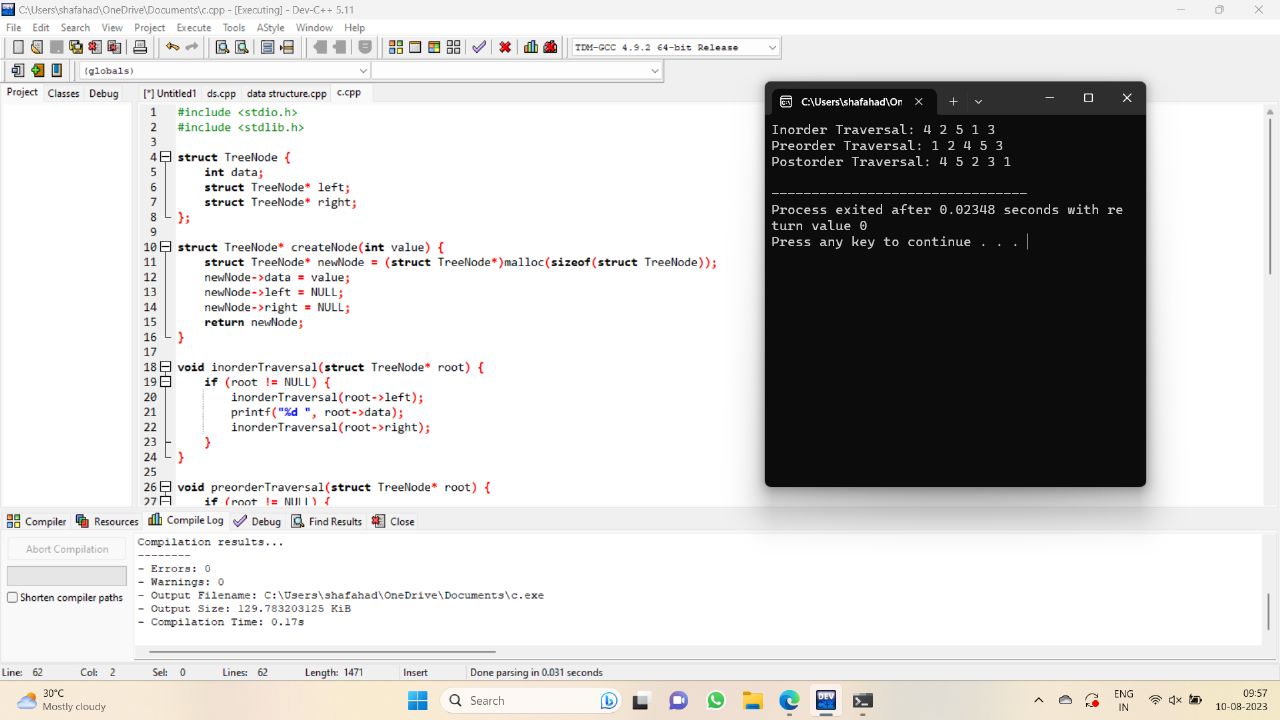 C:\Users\shafahad\OneDrive\Documents\c.cpp - [Executing] - Dev-C++ 5.11
File Edit Search View Project Execute Tools AStyle Window Help
TDM-GCC 4.9.2 64-bit Release
(globals)
Project Classes Debug
[*] Untitled1 ds.cpp data structure.cpp c.cpp
1 #include <stdio.h>
2 #include <stdlib.h>
3
4 struct TreeNode {
5 int data;
6 struct TreeNode* left;
7 struct TreeNode* right;
8 };
9
10 struct TreeNode* createNode(int value) {
11 struct TreeNode* newNode = (struct TreeNode*)malloc(sizeof(struct TreeNode));
12 newNode->data = value;
13 newNode->left = NULL;
14 newNode->right = NULL;
15 return newNode;
16 }
17
18 void inorderTraversal(struct TreeNode* root) {
19 if (root != NULL) {
20 inorderTraversal(root->left);
21 printf("%d ", root->data);
22 inorderTraversal(root->right);
23 }
24 }
25
26 void preorderTraversal(struct TreeNode* root) {
27 if (root != NULL) {
C:\Users\shafahad\On
Inorder Traversal: 4 2 5 1 3
Preorder Traversal: 1 2 4 5 3
Postorder Traversal: 4 5 2 3 1
--------------------------------
Process exited after 0.02348 seconds with re
turn value 0
Press any key to continue . . .
Compiler Resources Compile Log Debug Find Results Close
Abort Compilation
Shorten compiler paths
Compilation results...
--------
- Errors: 0
- Warnings: 0
- Output Filename: C:\Users\shafahad\OneDrive\Documents\c.exe
- Output Size: 129.783203125 KiB
- Compilation Time: 0.17s
Line: 62 Col: 2 Sel: 0 Lines: 62 Length: 1471 Insert Done parsing in 0.031 seconds
30°C
Mostly cloudy
Search
DEV
DEV
ENG
IN
09:57
10-08-2023